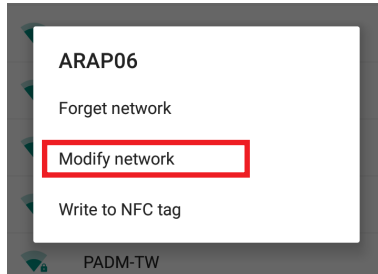 ARAP06
Forget network
Modify network
Write to NFC tag
PADM-TW